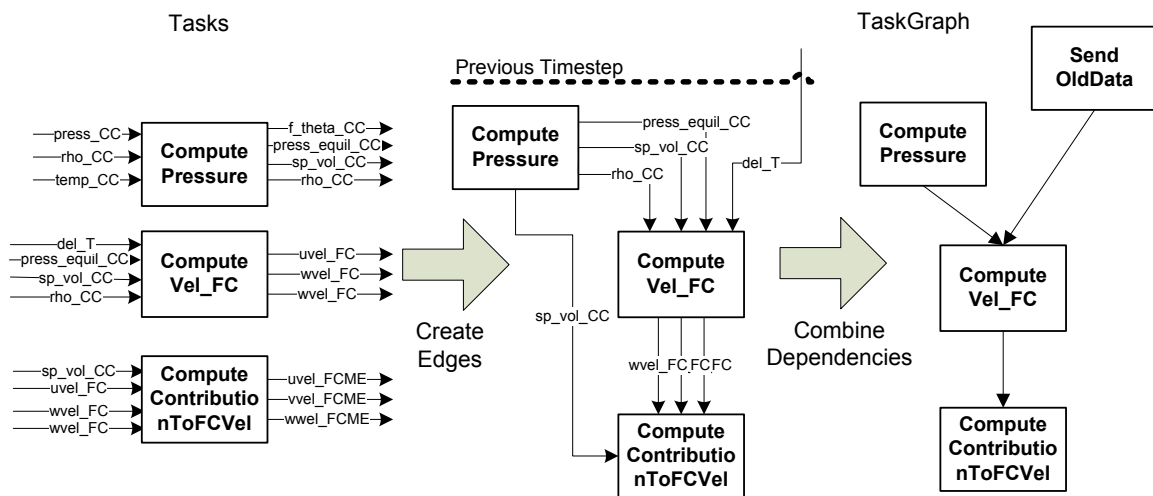 Tasks
TaskGraph
Previous Timestep
Send
OldData
press_CC
rho_CC
temp_CC
Compute
Pressure
f_theta_CC
press_equil_CC
sp_vol_CC
rho_CC
Compute
Pressure
press_equil_CC
sp_vol_CC
rho_CC
del_T
Compute
Pressure
del_T
press_equil_CC
sp_vol_CC
rho_CC
Compute
Vel_FC
uvel_FC
wvel_FC
wvel_FC
Create
Edges
sp_vol_CC
Compute
Vel_FC
Combine
Dependencies
Compute
Vel_FC
sp_vol_CC
uvel_FC
wvel_FC
wvel_FC
Compute
Contributio
nToFCVel
uvel_FCME
vvel_FCME
wwel_FCME
wvel_FC FC FC
Compute
Contributio
nToFCVel
Compute
Contributio
nToFCVel